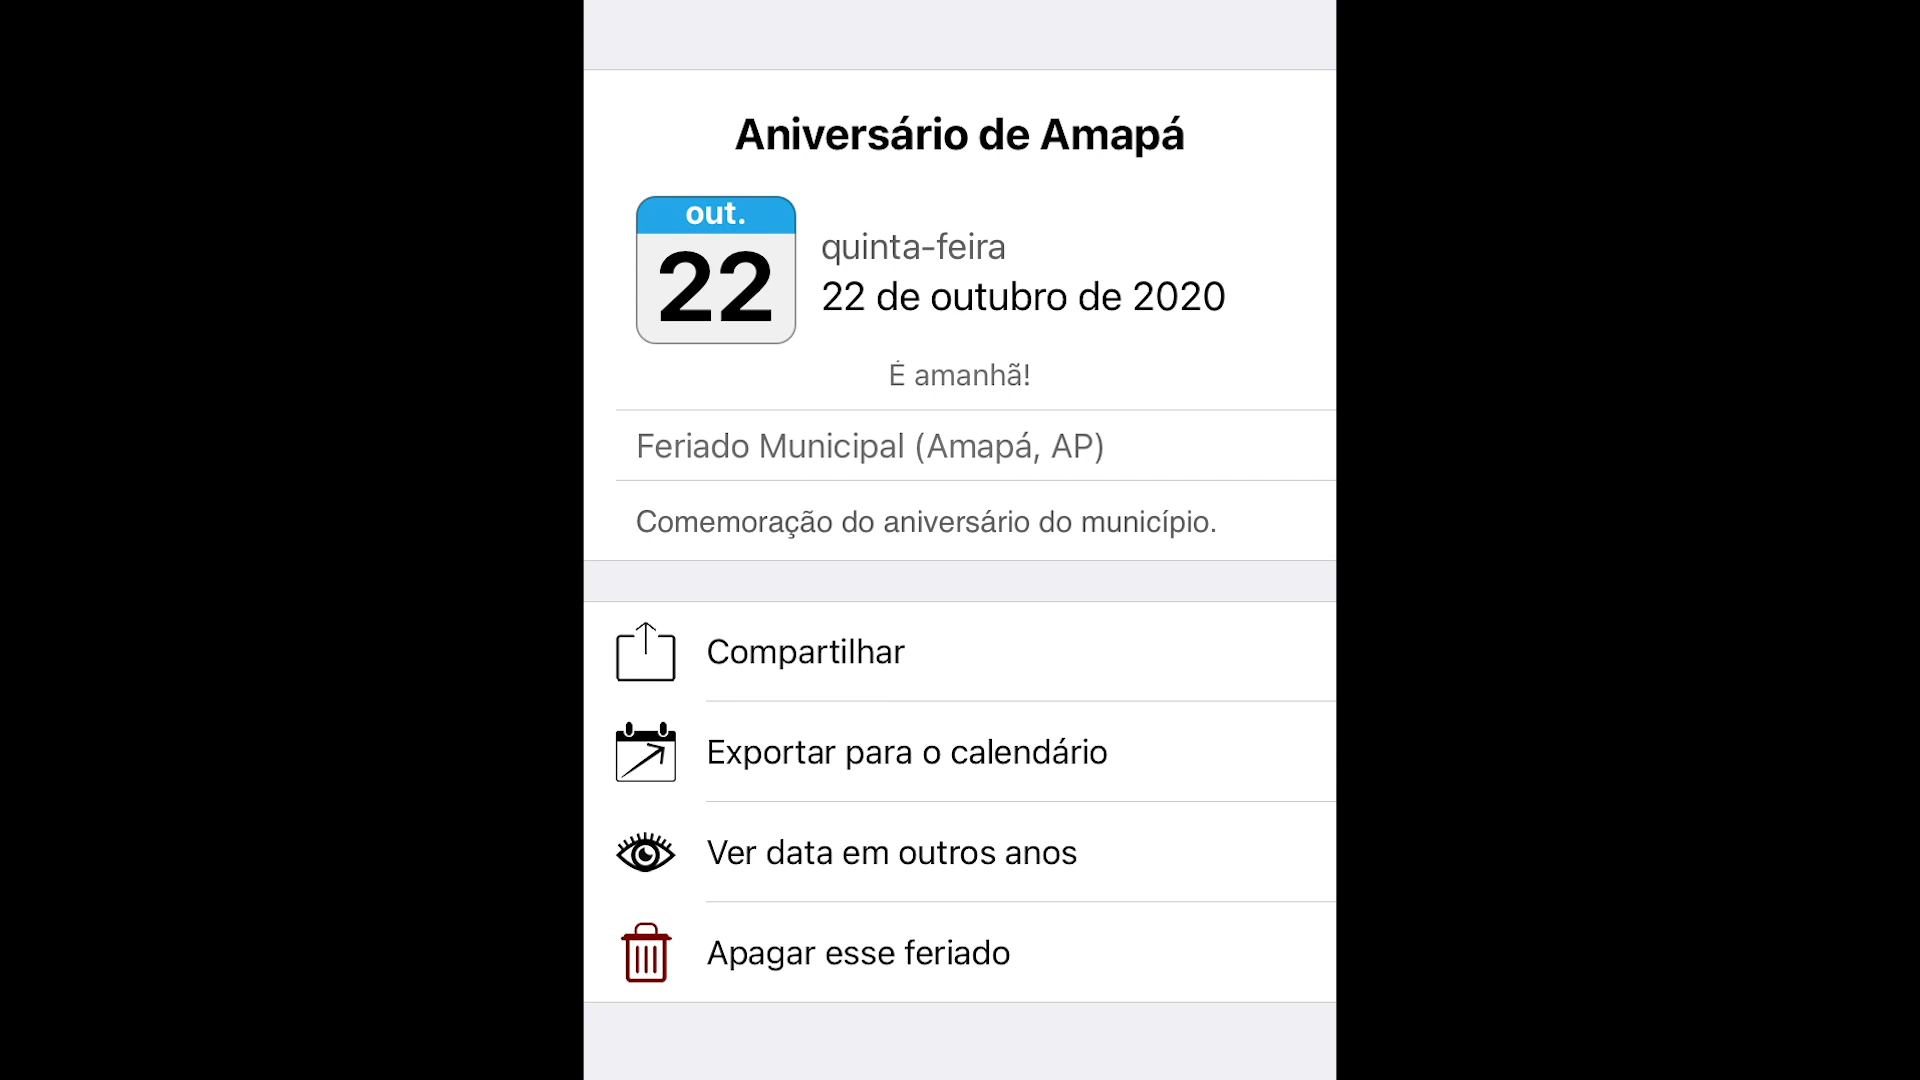 Aniversário de Amapá
out.
22
quinta-feira
22 de outubro de 2020
É amanhã!
Feriado Municipal (Amapá, AP)
Comemoração do aniversário do município.
Compartilhar
Exportar para o calendário
Ver data em outros anos
Apagar esse feriado